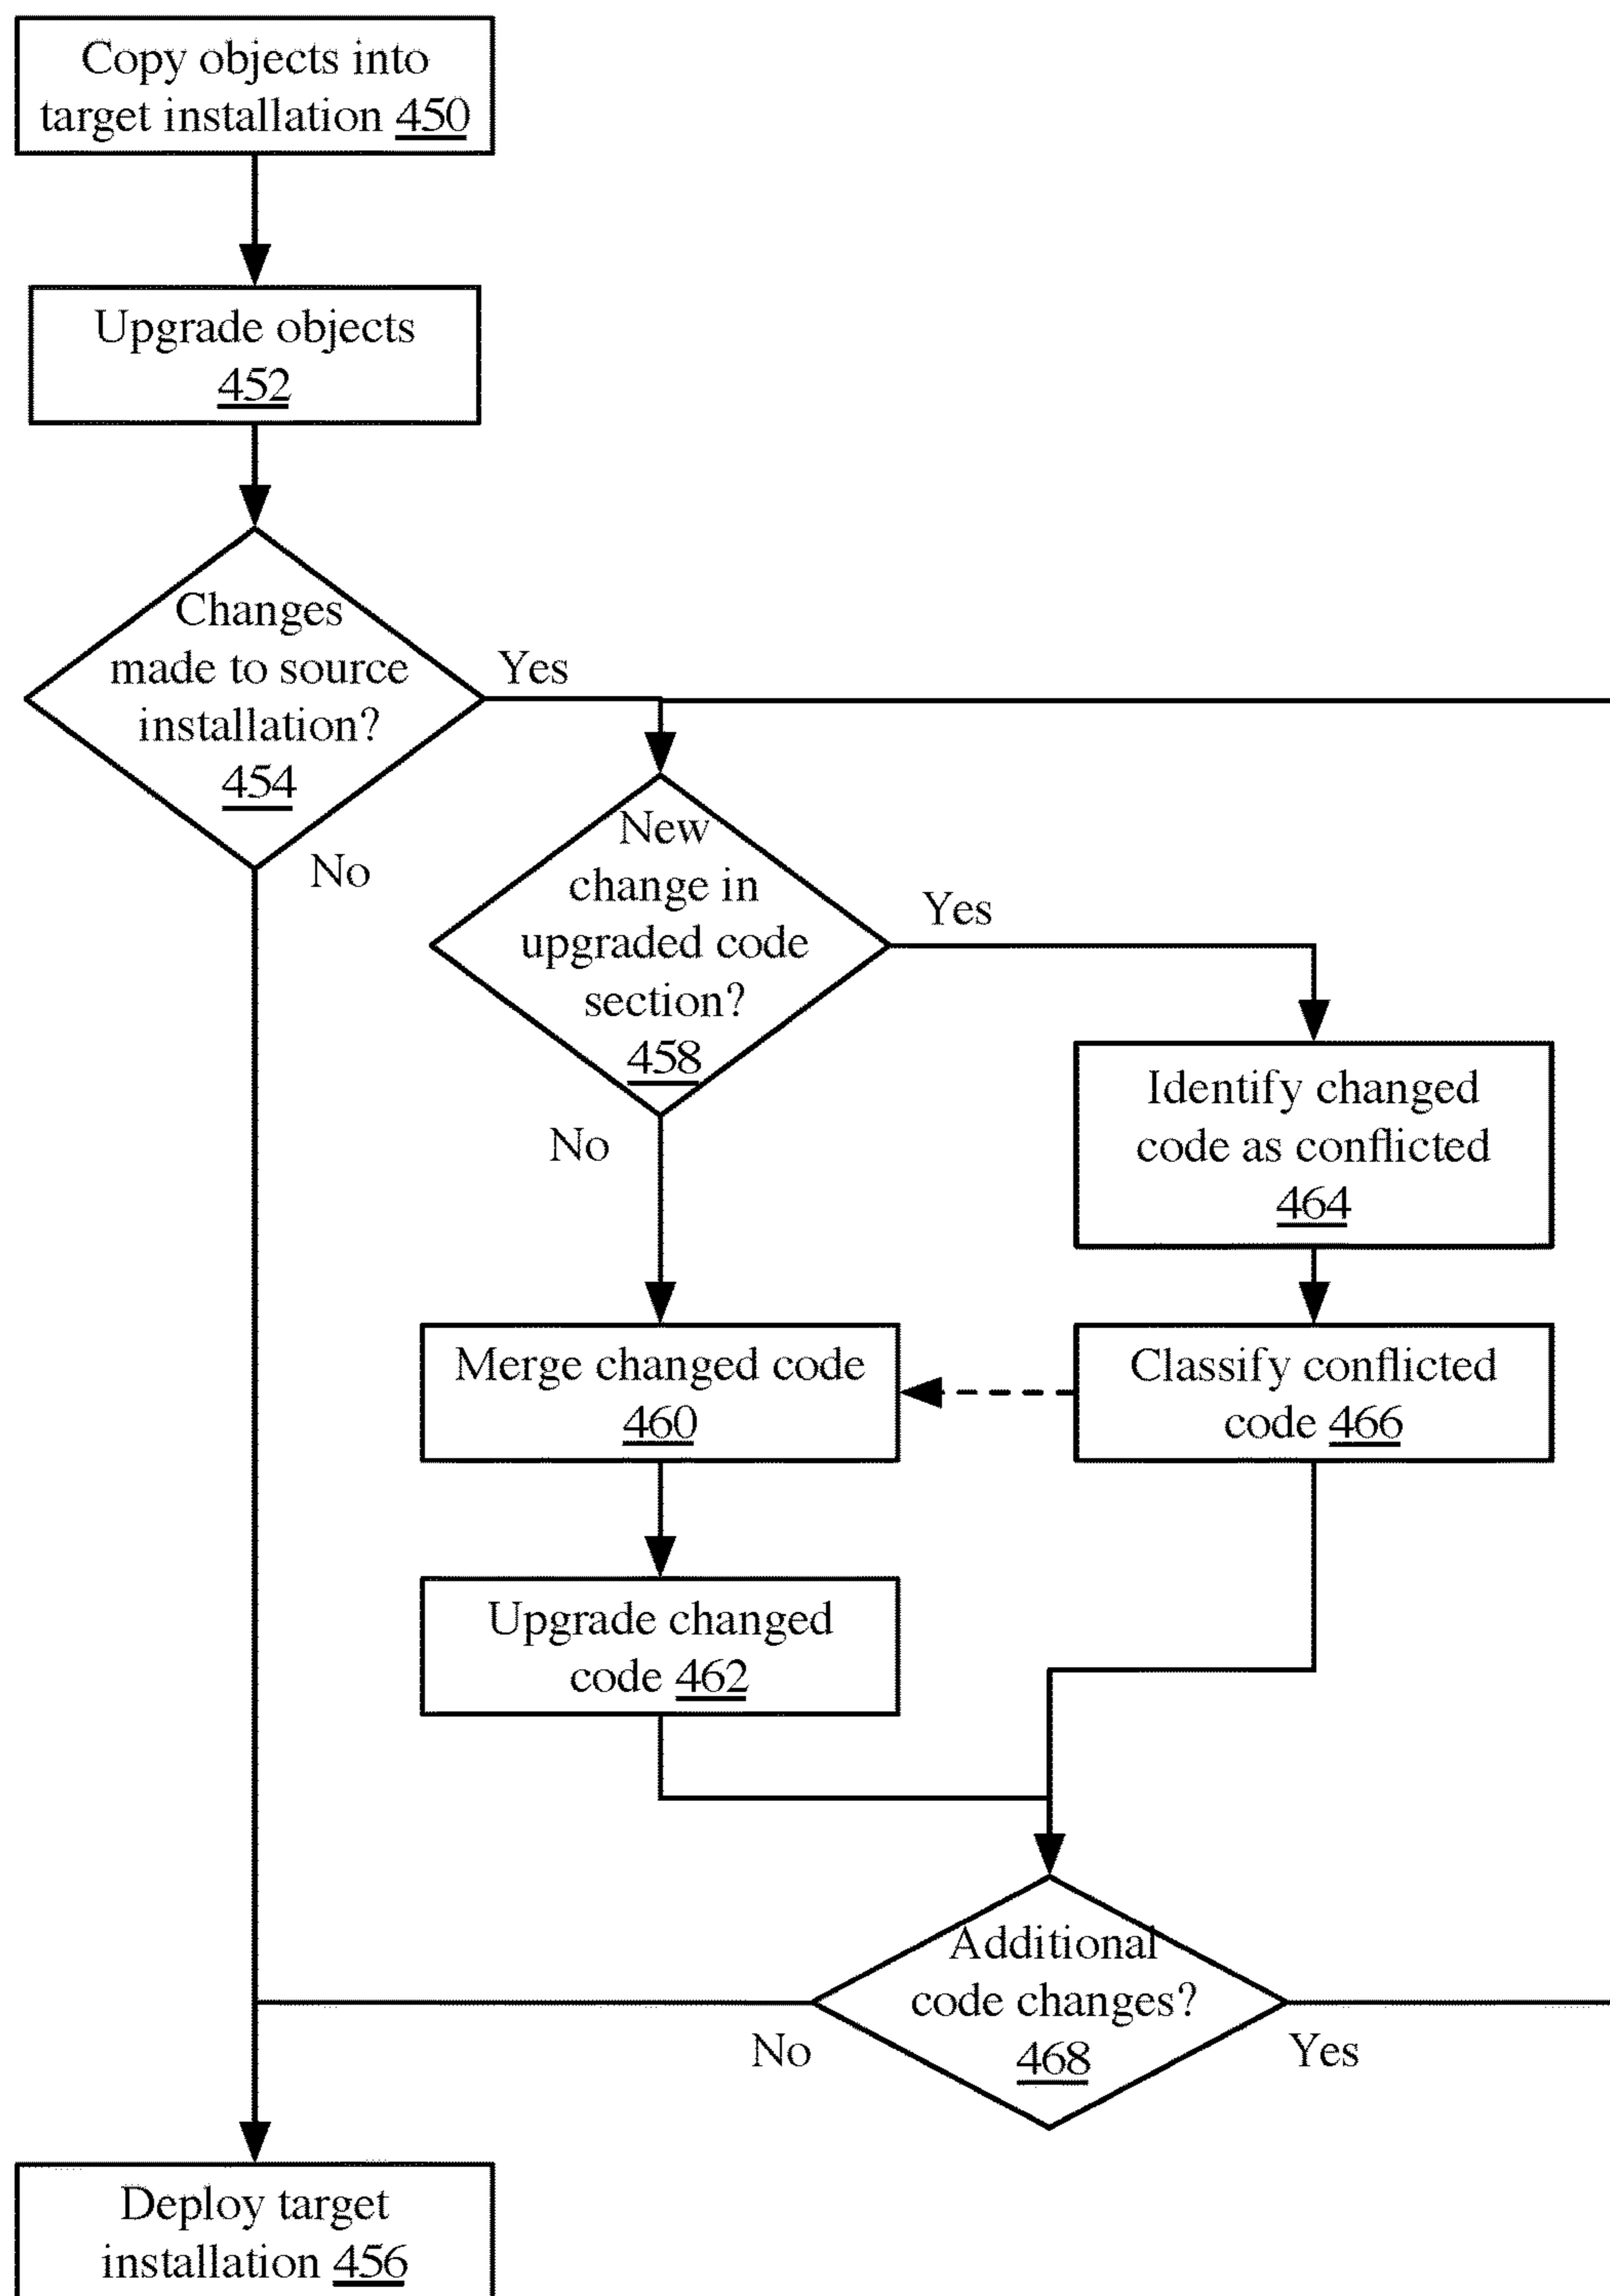 Copy objects into
target installation 450
Upgrade objects
452
Changes
made to source
installation?
454
Yes
No
New
change in
upgraded code
section?
458
Yes
No
Identify changed
code as conflicted
464
Merge changed code
460
Classify conflicted
code 466
Upgrade changed
code 462
Additional
code changes?
468
No
Yes
Deploy target
installation 456